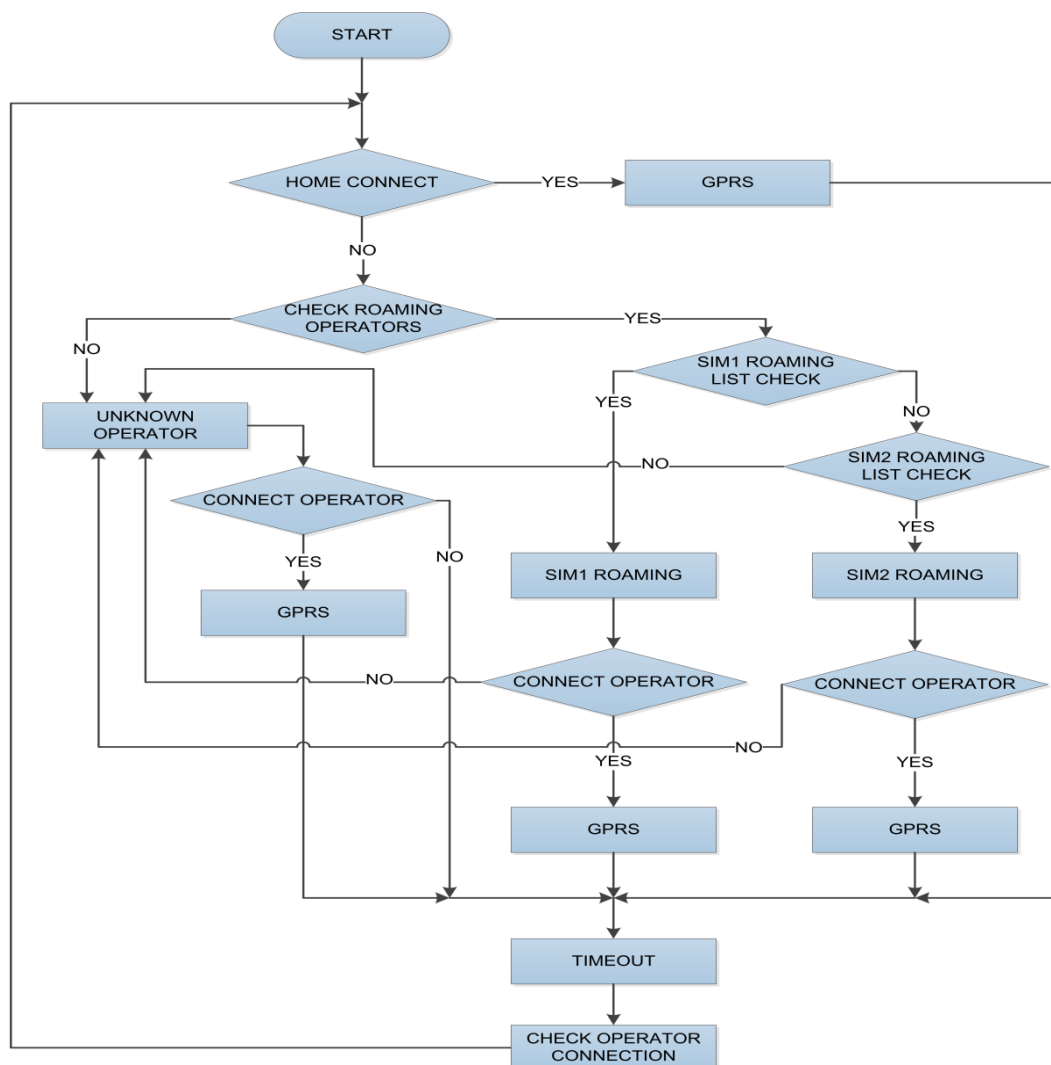 START
HOME CONNECT
YES
GPRS
NO
CHECK ROAMING
OPERATORS
YES
NO
SIM1 ROAMING
LIST CHECK
YES
NO
UNKNOWN
OPERATOR
SIM2 ROAMING
LIST CHECK
NO
CONNECT OPERATOR
YES
NO
YES
SIM1 ROAMING
SIM2 ROAMING
GPRS
CONNECT OPERATOR
NO
CONNECT OPERATOR
NO
YES
YES
GPRS
GPRS
TIMEOUT
CHECK OPERATOR
CONNECTION